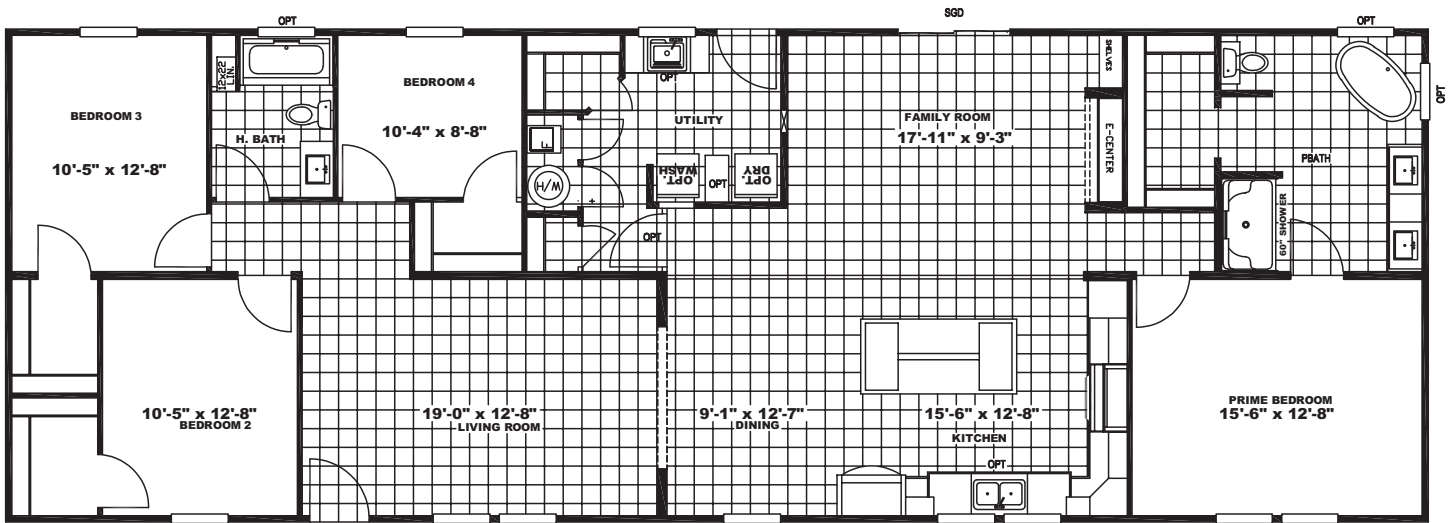 OPT
SGD
OPT
BEDROOM 3
10'-5" x 12'-8"
12x22
LIN.
H. BATH
BEDROOM 4
10'-4" x 8'-8"
F
W/H
OPT
UTILITY
OPT.
WASH
OPT
OPT.
DRY
OPT
FAMILY ROOM
17'-11" x 9'-3"
SHELVES
E-CENTER
PBATH
60" SHOWER
OPT
10'-5" x 12'-8"
BEDROOM 2
19'-0" x 12'-8"
LIVING ROOM
9'-1" x 12'-7"
DINING
15'-6" x 12'-8"
KITCHEN
OPT
PRIME BEDROOM
15'-6" x 12'-8"